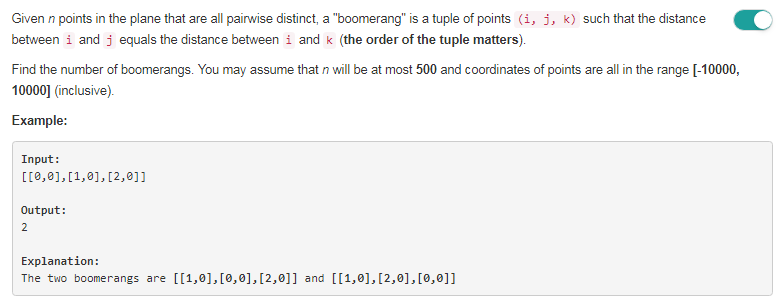 Given n points in the plane that are all pairwise distinct, a "boomerang" is a tuple of points (i, j, k) such that the distance
between i and j equals the distance between i and k (the order of the tuple matters).
Find the number of boomerangs. You may assume that n will be at most 500 and coordinates of points are all in the range [-10000,
10000] (inclusive).
Example:
Input:
[[0,0],[1,0],[2,0]]
Output:
2
Explanation:
The two boomerangs are [[1,0],[0,0],[2,0]] and [[1,0],[2,0],[0,0]]